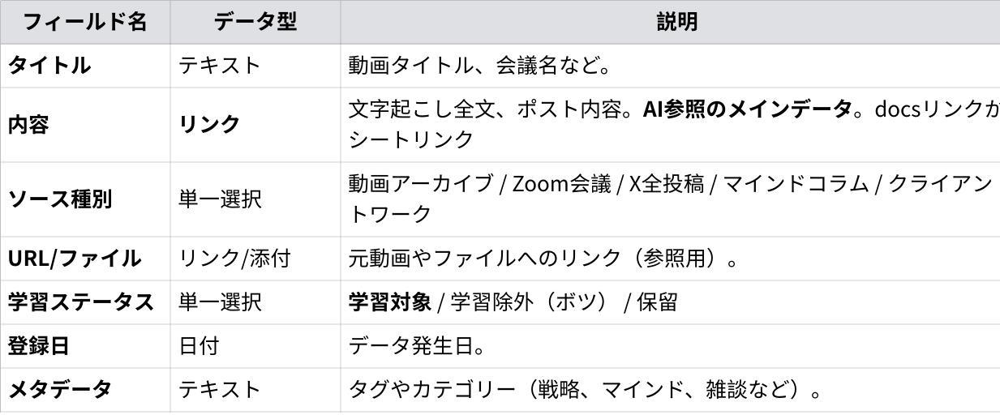 フィールド名 データ型 説明
タイトル テキスト 動画タイトル、会議名など。
内容 リンク 文字起こし全文、ポスト内容。AI参照のメインデータ。docsリンクか
シートリンク
ソース種別 単一選択 動画アーカイブ / Zoom会議 / X全投稿 / マインドコラム / クライアン
トワーク
URL/ファイル リンク/添付 元動画やファイルへのリンク（参照用）。
学習ステータス 単一選択 学習対象 / 学習除外（ボツ） / 保留
登録日 日付 データ発生日。
メタデータ テキスト タグやカテゴリー（戦略、マインド、雑談など）。